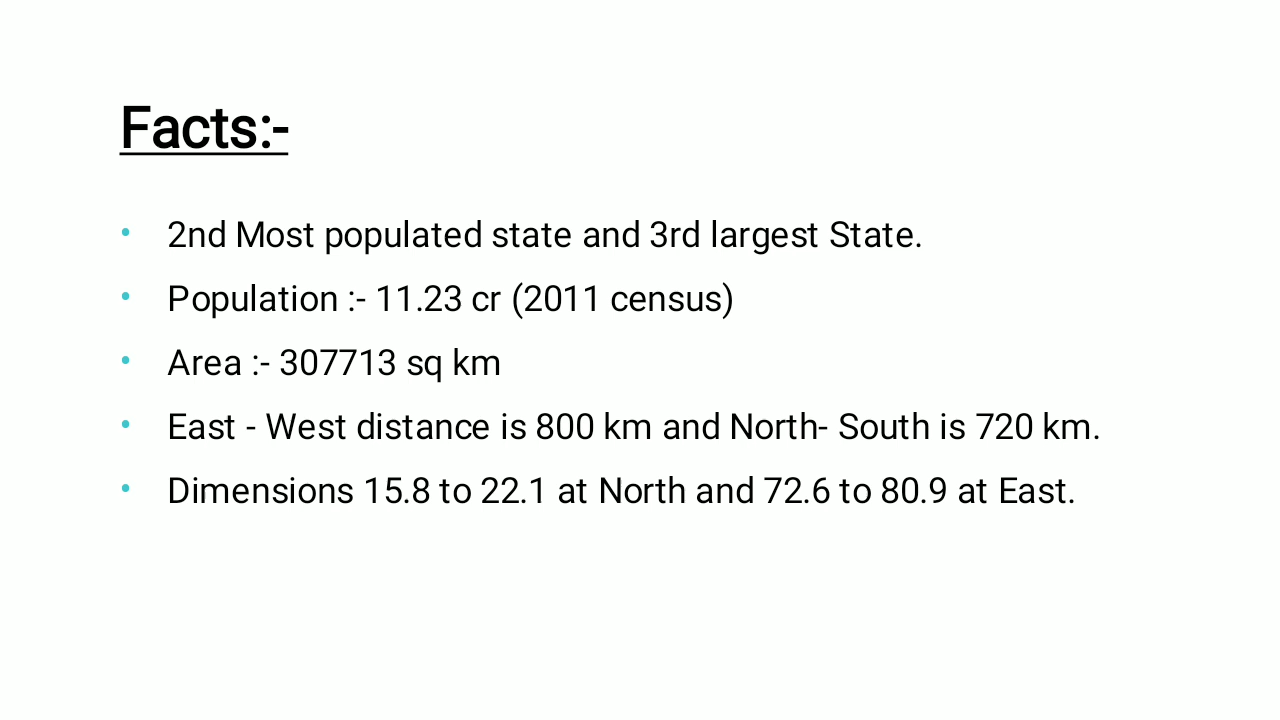 Facts:-
• 2nd Most populated state and 3rd largest State.
• Population :- 11.23 cr (2011 census)
• Area :- 307713 sq km
• East - West distance is 800 km and North- South is 720 km.
• Dimensions 15.8 to 22.1 at North and 72.6 to 80.9 at East.